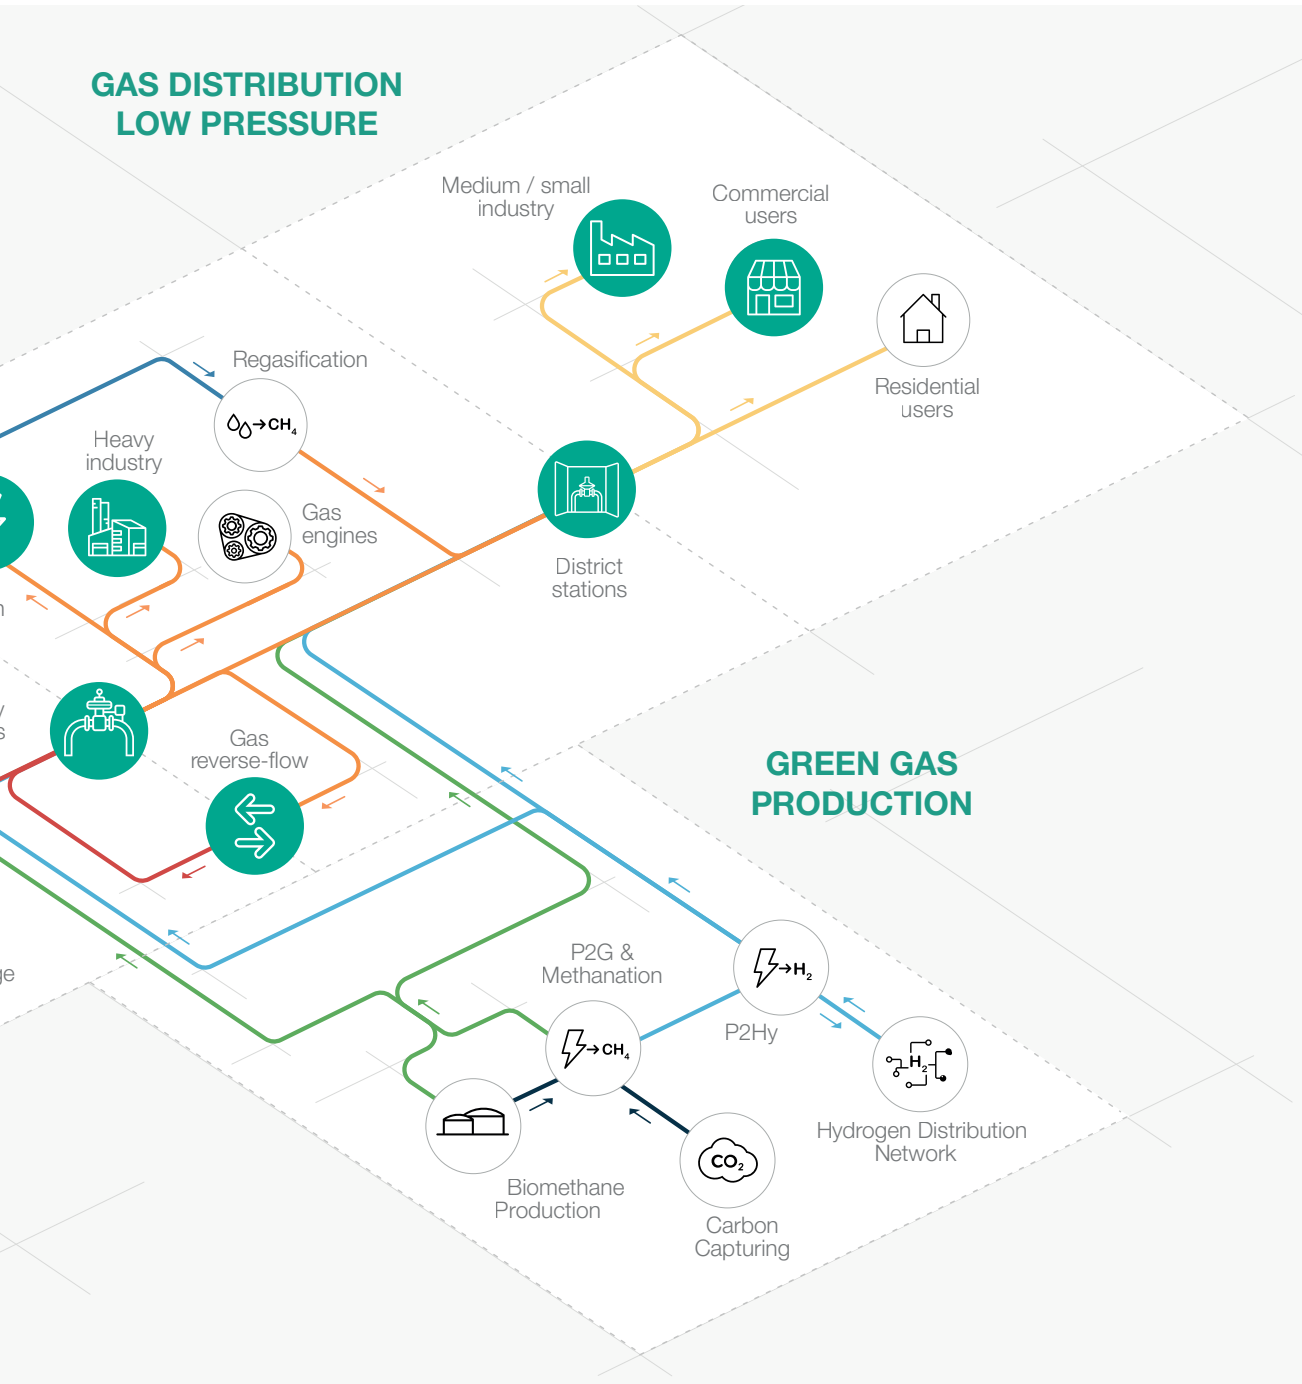 GAS DISTRIBUTION
LOW PRESSURE
Medium / small
industry
Commercial
users
Residential
users
Regasification
→CH₄
Heavy
industry
Gas
engines
District
stations
Gas
reverse-flow
GREEN GAS
PRODUCTION
P2G &
Methanation
→CH₄
→H₂
P2Hy
H₂
Hydrogen Distribution
Network
Biomethane
Production
CO₂
Carbon
Capturing